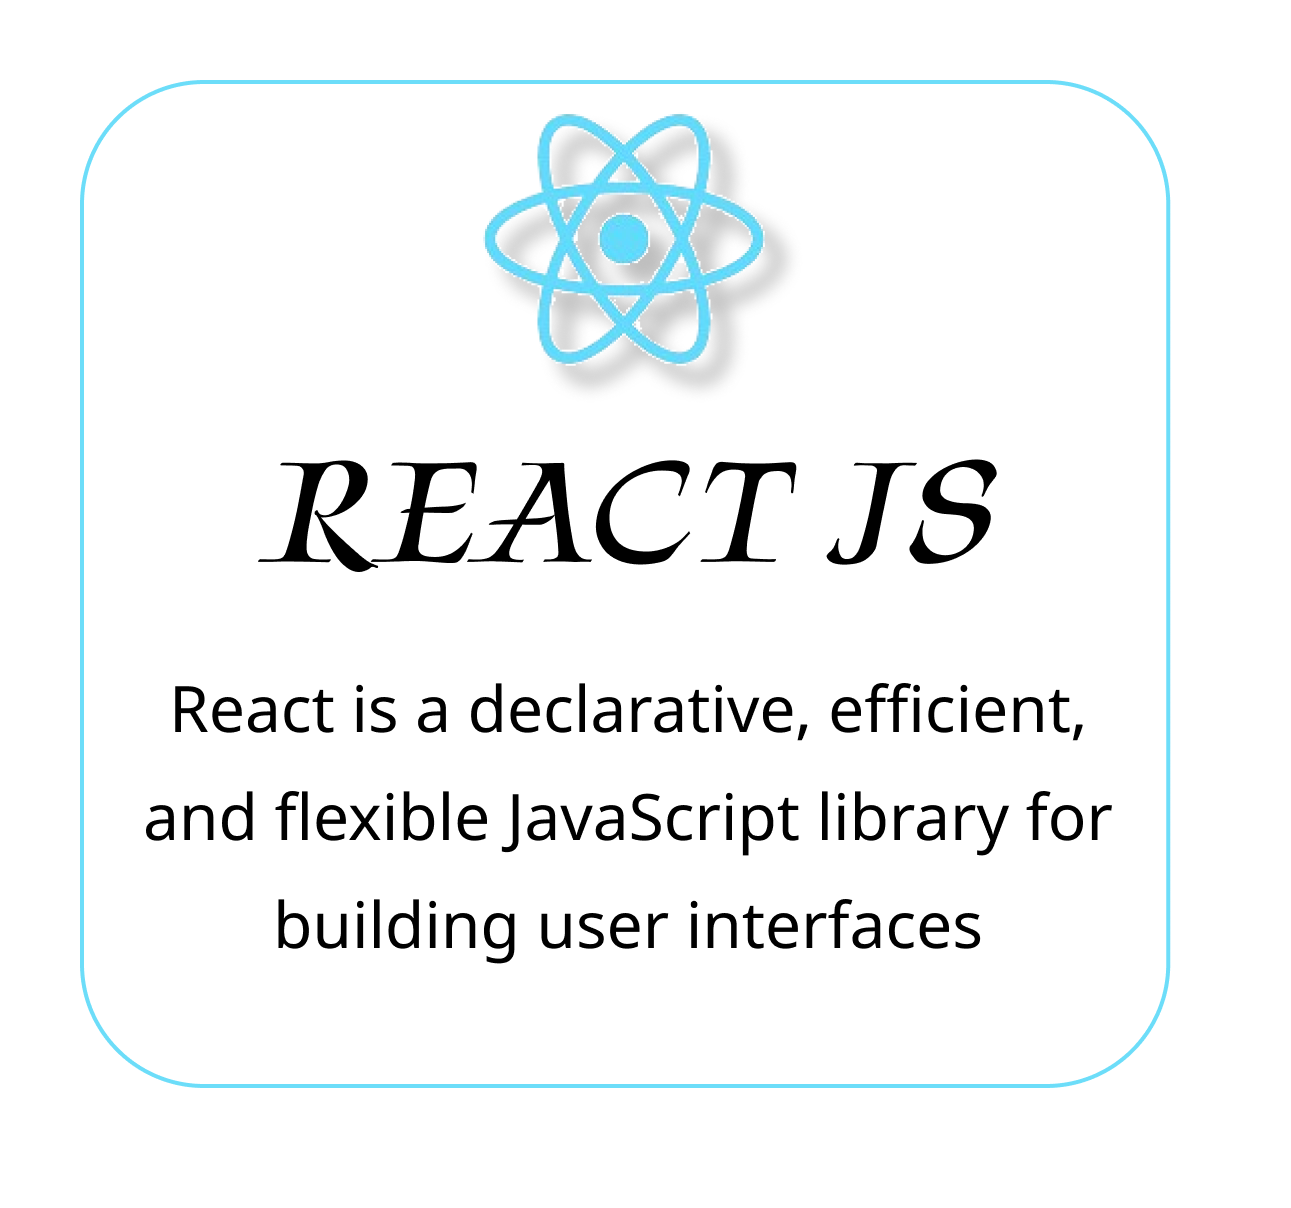 REACT JS
React is a declarative, efficient,
and flexible JavaScript library for
building user interfaces